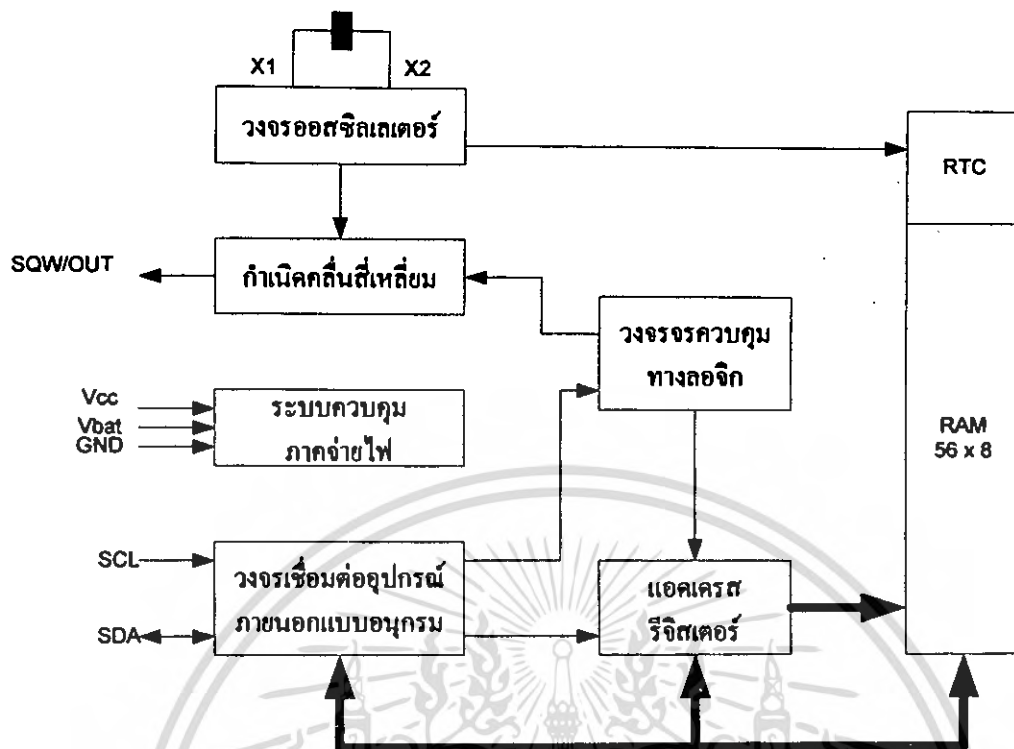 X1
X2
วงจรออสซิลเลเตอร์
RTC
SQW/OUT
กำเนิดคลื่นสี่เหลี่ยม
วงจรจรควบคุม
ทางลอจิก
Vcc
Vbat
GND
ระบบควบคุม
ภาคจ่ายไฟ
RAM
56 x 8
SCL
SDA
วงจรเชื่อมต่ออุปกรณ์
ภายนอกแบบอนุกรม
แอดเดรส
รีจิสเตอร์